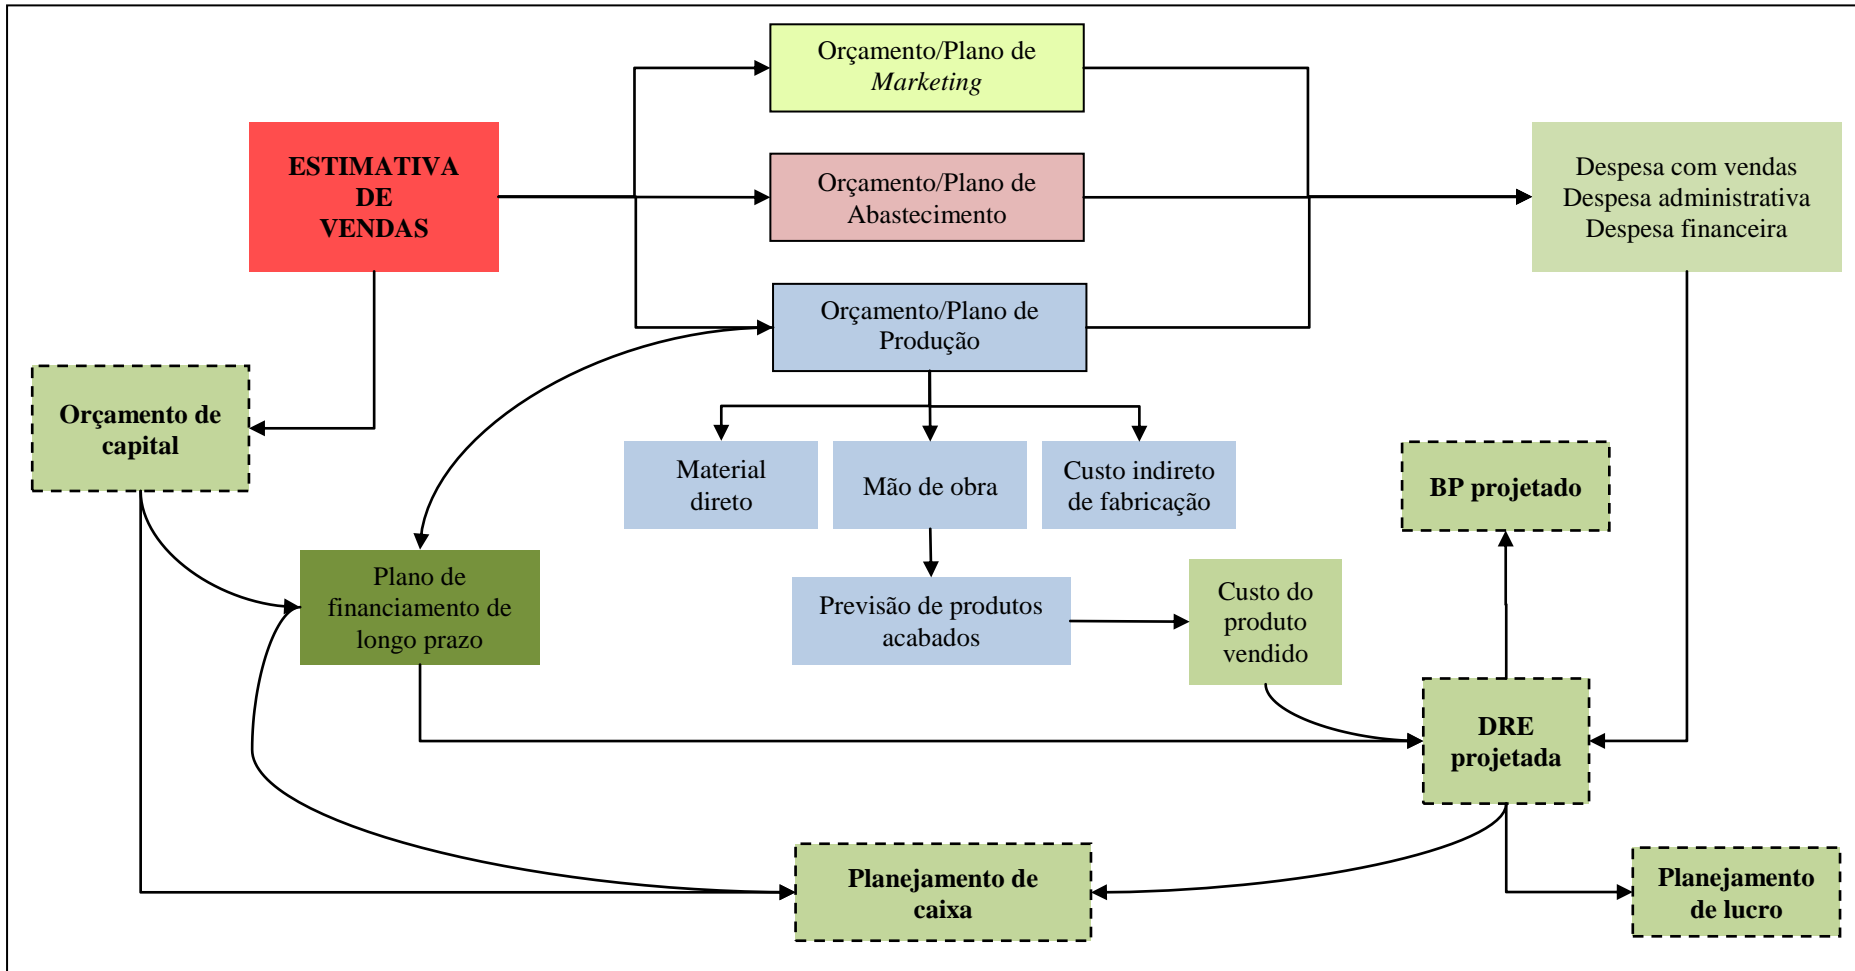 Orçamento/Plano de
Marketing
ESTIMATIVA
DE
VENDAS
Orçamento/Plano de
Abastecimento
Despesa com vendas
Despesa administrativa
Despesa financeira
Orçamento/Plano de
Produção
Orçamento de
capital
Material
direto
Mão de obra
Custo indireto
de fabricação
BP projetado
Plano de
financiamento de
longo prazo
Previsão de produtos
acabados
Custo do
produto
vendido
DRE
projetada
Planejamento de
caixa
Planejamento
de lucro